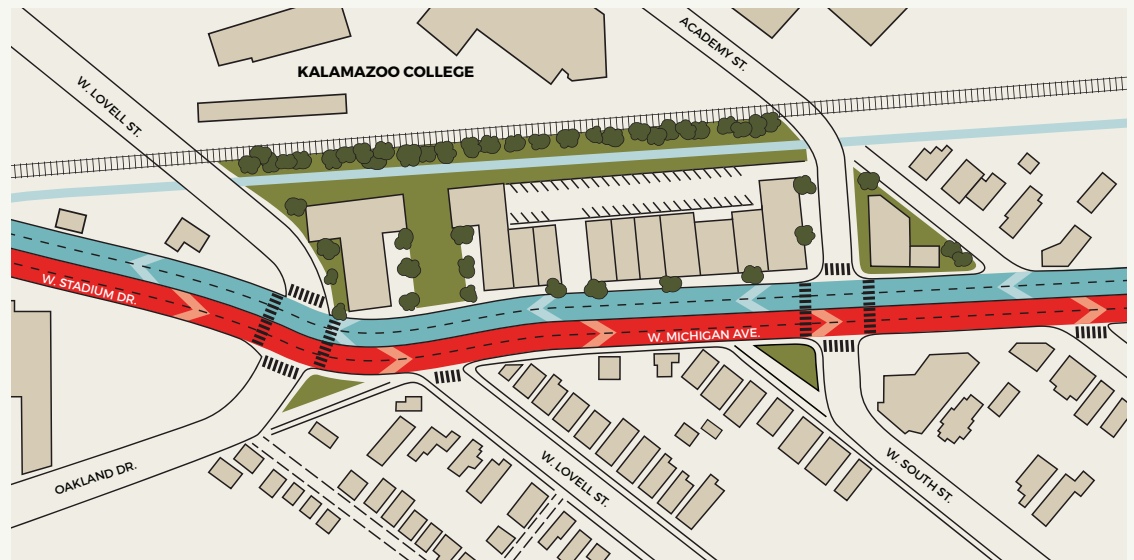 ACADEMY ST.
KALAMAZOO COLLEGE
W. LOVELL ST.
W. STADIUM DR.
W. MICHIGAN AVE.
OAKLAND DR.
W. LOVELL ST.
W. SOUTH ST.